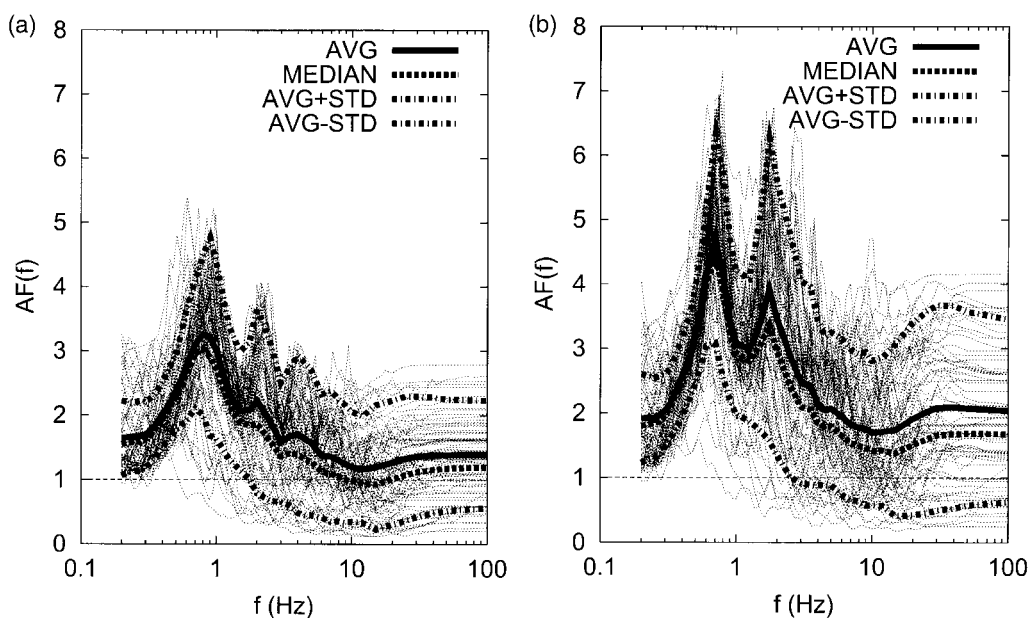 (a)
8
7
6
5
4
3
2
1
0
AF(f)
AVG
MEDIAN
AVG+STD
AVG-STD
0.1
1
10
100
f (Hz)
(b)
8
7
6
5
4
3
2
1
0
AF(f)
AVG
MEDIAN
AVG+STD
AVG-STD
0.1
1
10
100
f (Hz)